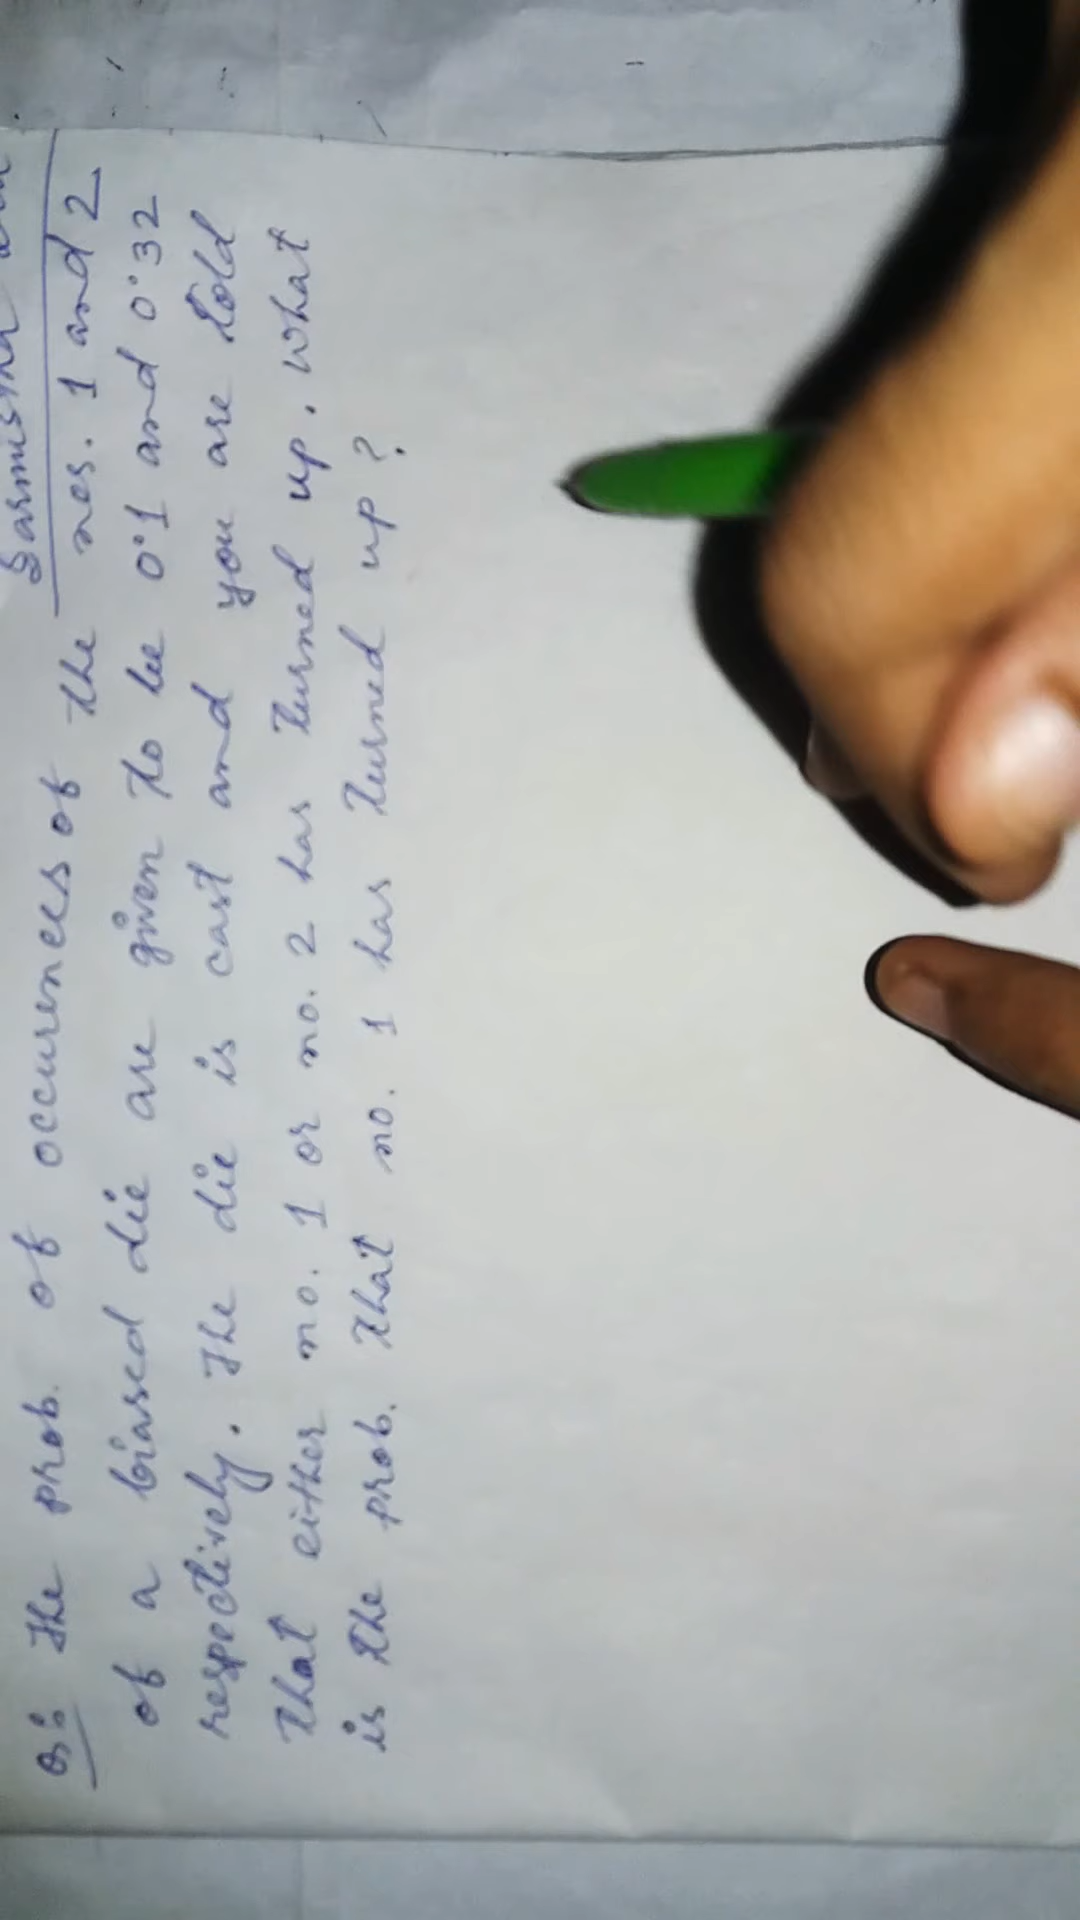 Sarmistha
Q: The prob. of occurences of the nos. 1 and 2
of a biased die are given to be 0.1 and 0.32
respectively. The die is cast and you are told
that either no. 1 or no. 2 has turned up. what
is the prob. that no. 1 has turned up?